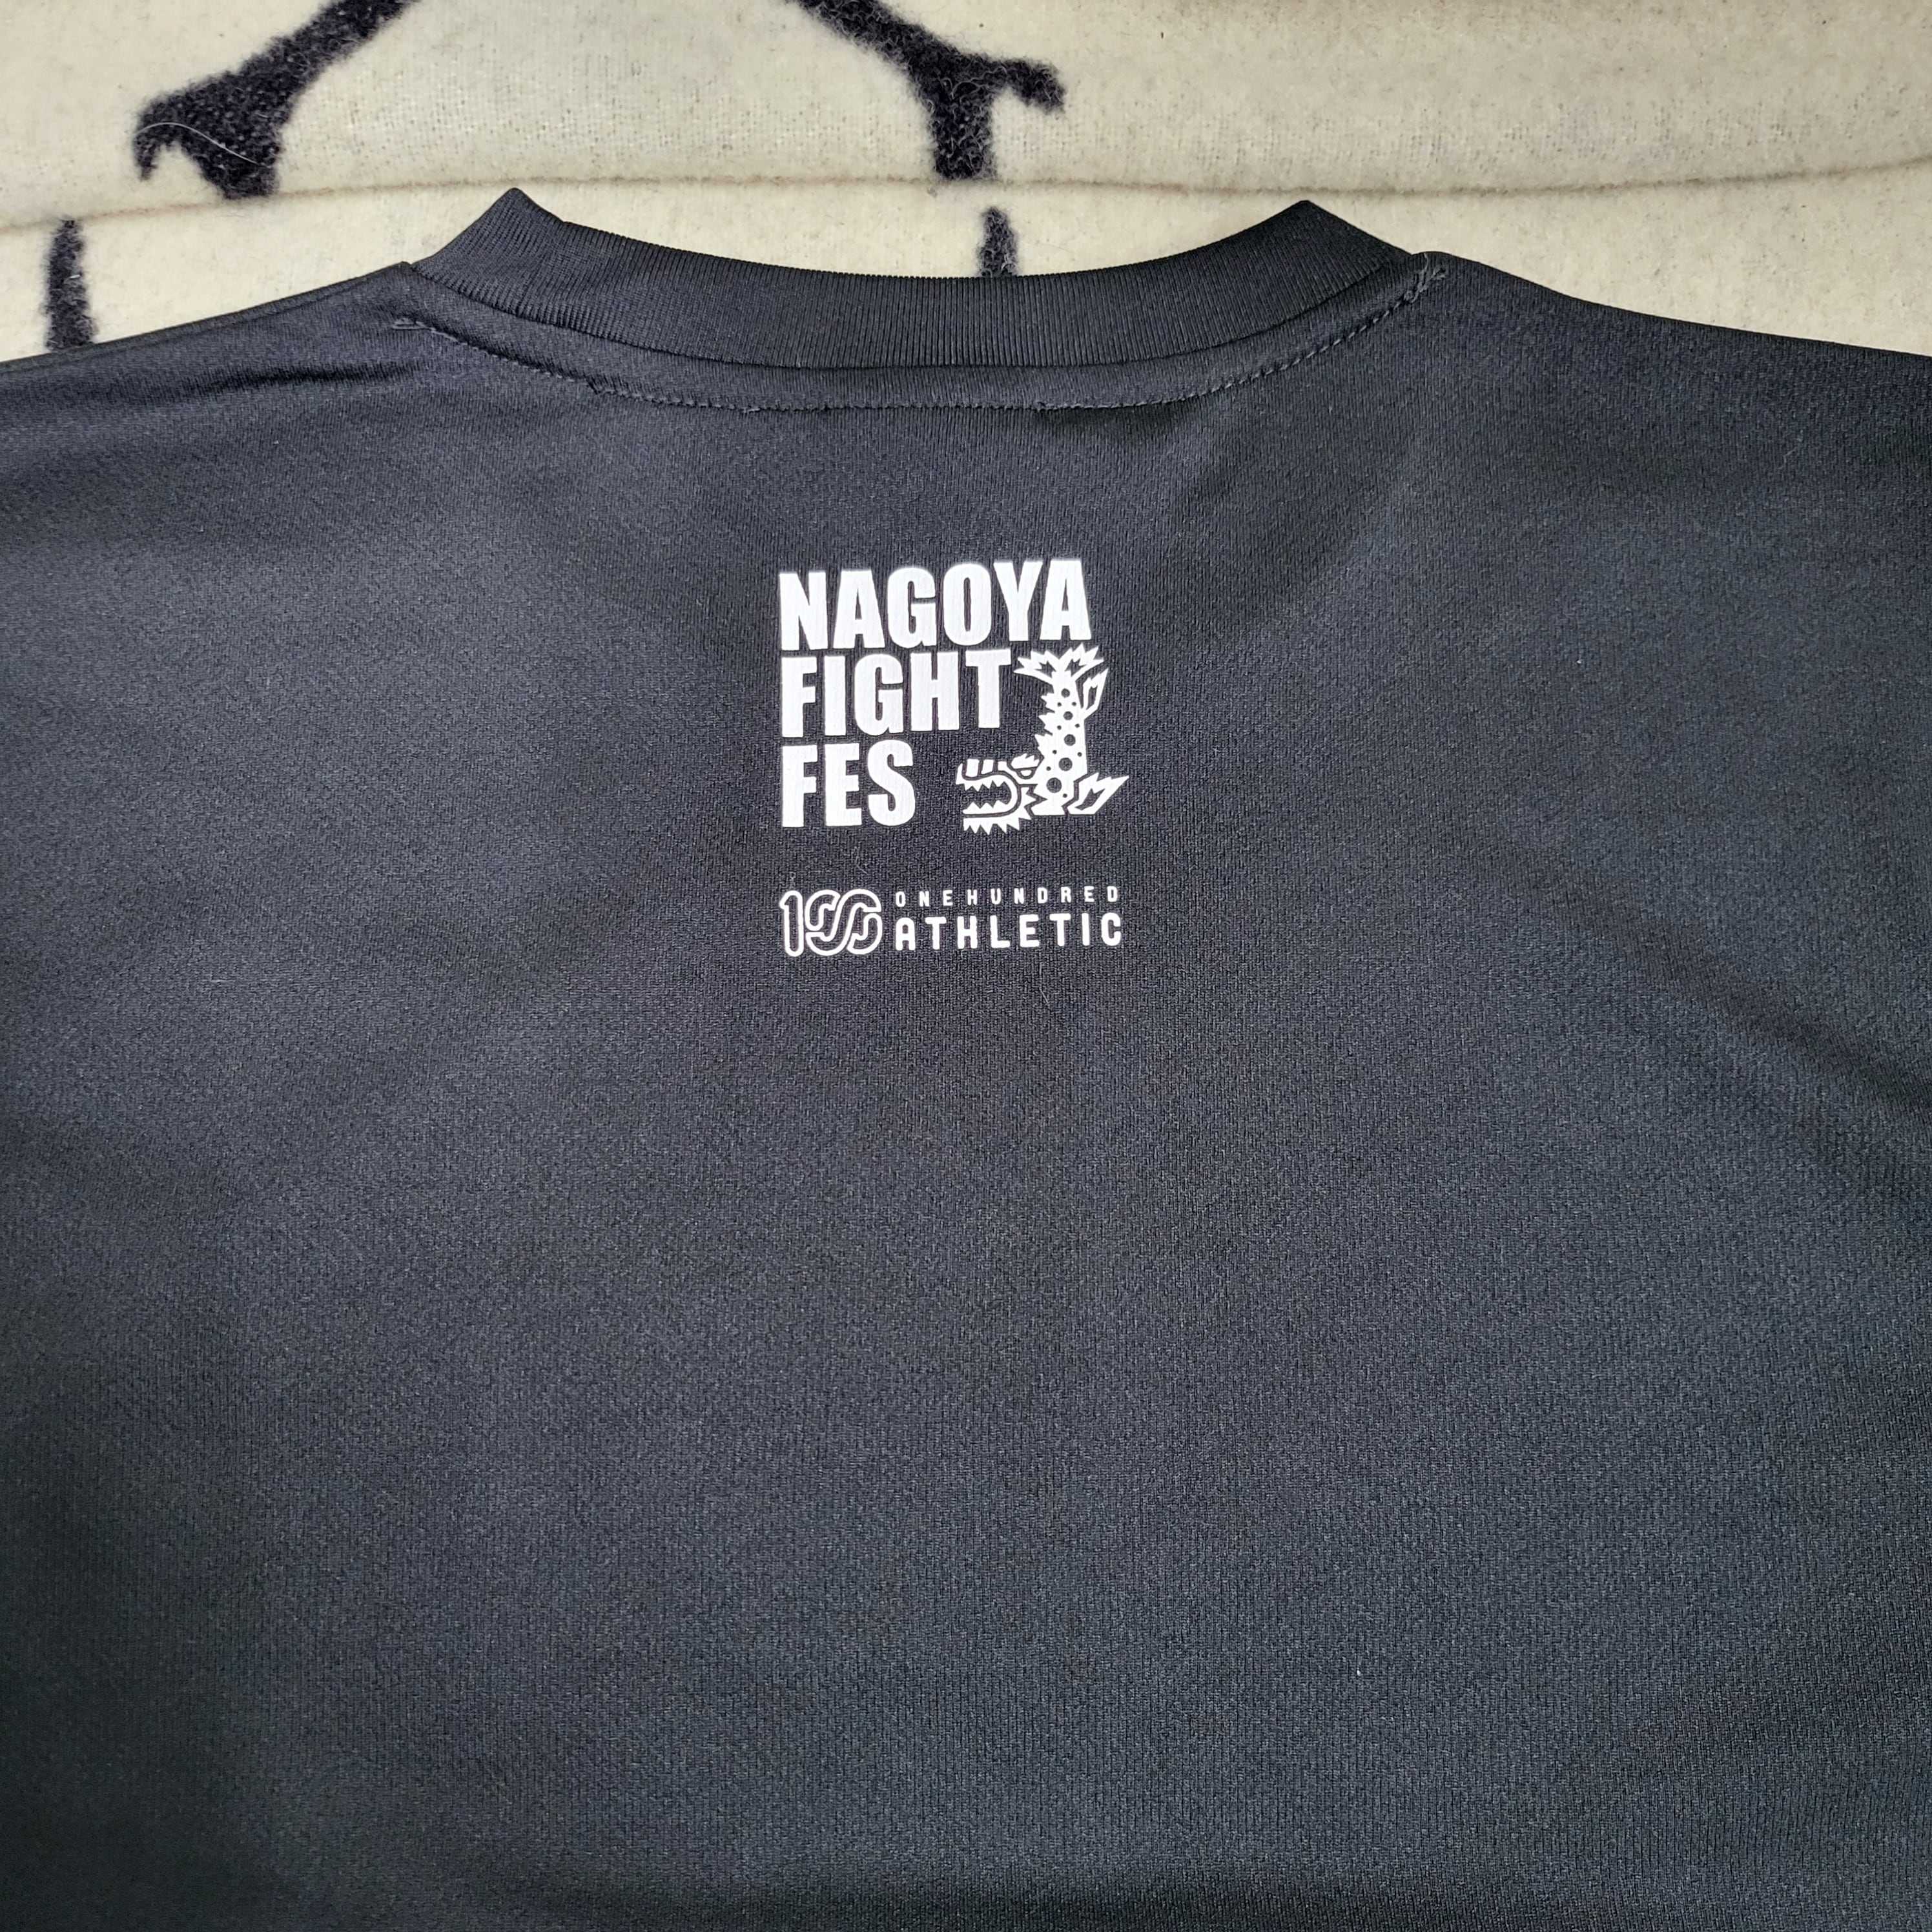 NAGOYA
FIGHT
FES
100 ONEHUNDRED
ATHLETIC